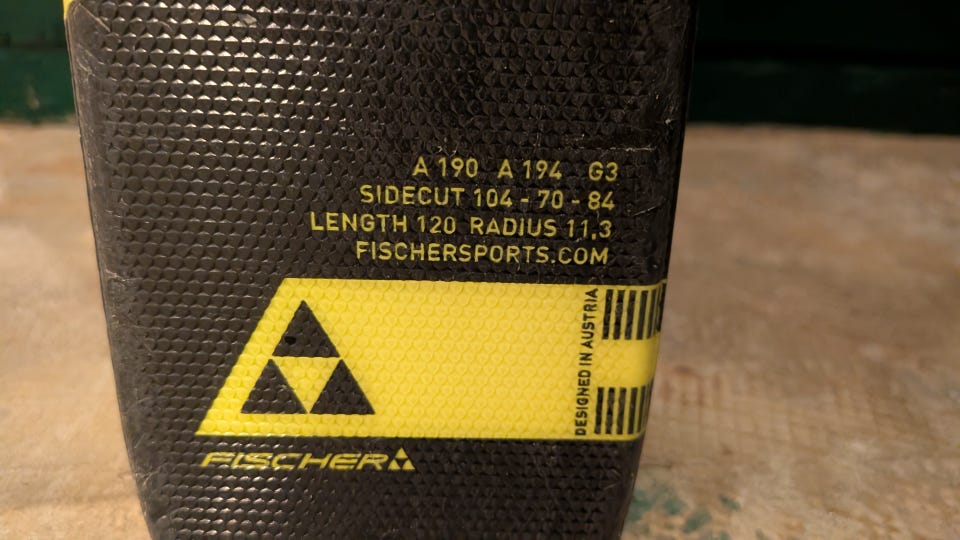 A 190 A 194 G3
SIDECUT 104 - 70 - 84
LENGTH 120 RADIUS 11.3
FISCHERSPORTS.COM
DESIGNED IN AUSTRIA
FISCHER